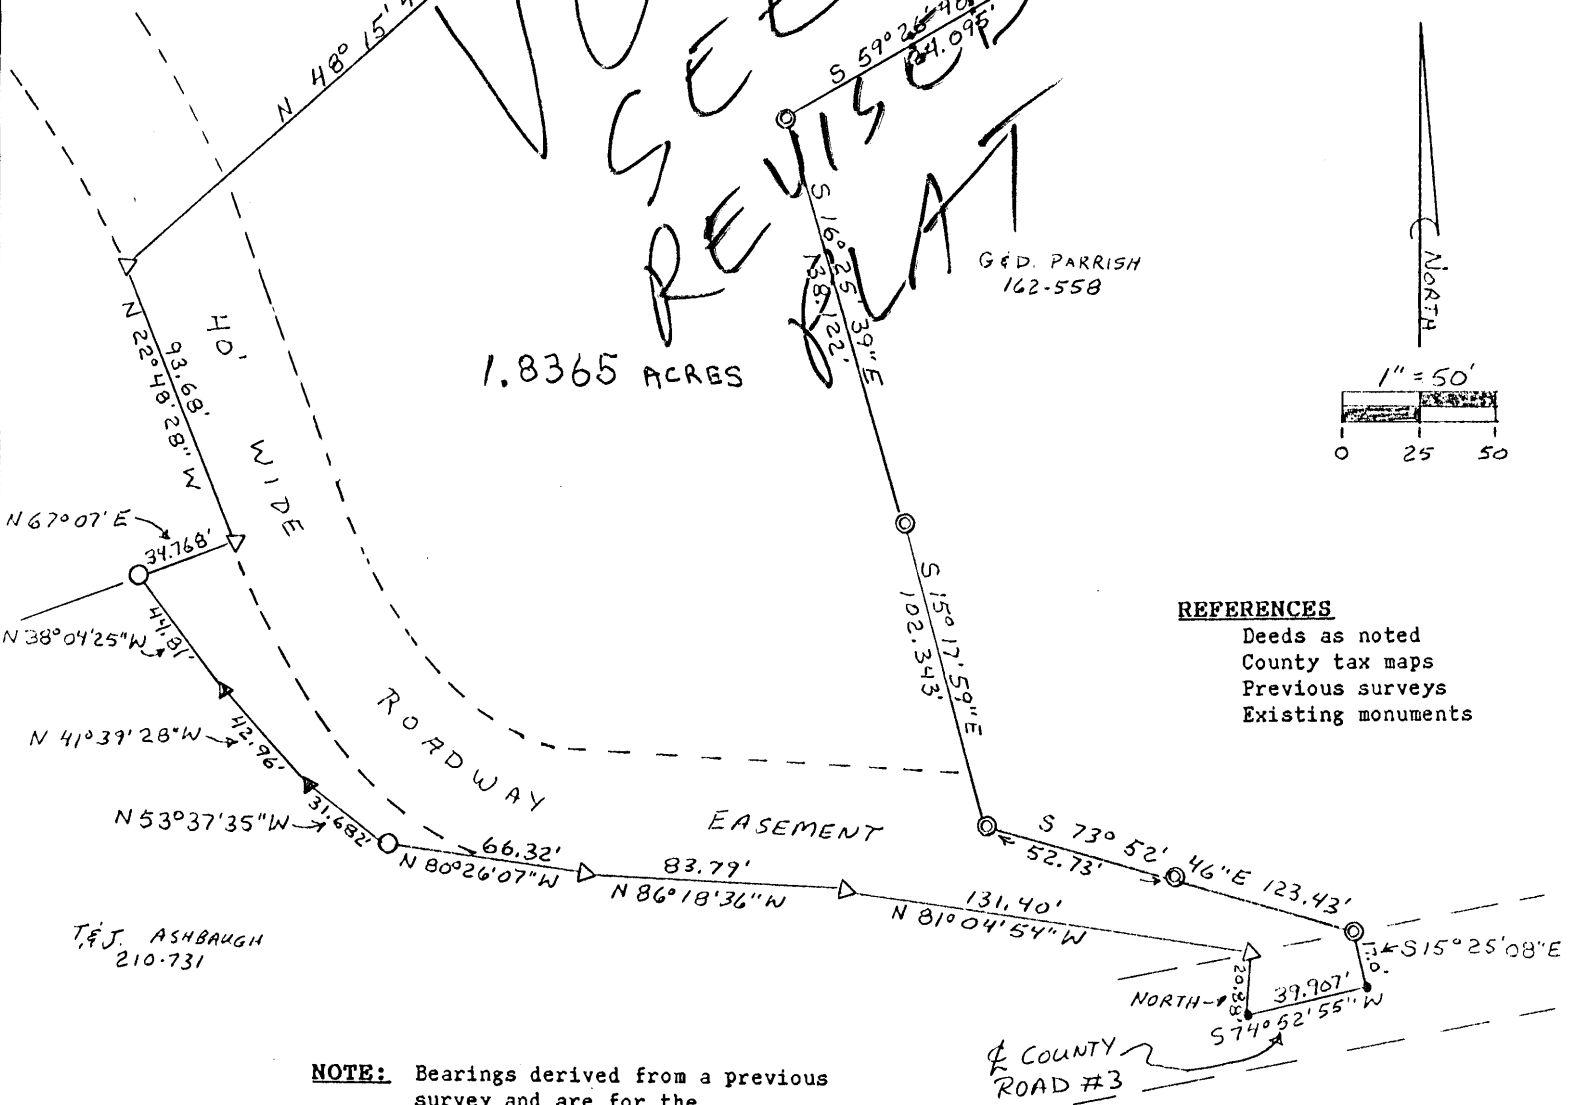 N 48° 15'
S 59° 26' 40
SEE
REVISED
PLAT
S 16° 25' 39" E
138.122'
G & D. PARRISH
162-558
NORTH
1" = 50'
0 25 50
1.8365 ACRES
N 22° 48' 28" W
93.68'
40'
WIDE
ROADWAY
EASEMENT
N 67° 07' E
34.768'
N 38° 04' 25" W
44.81'
N 41° 39' 28" W
42.96'
N 53° 37' 35" W
31.682'
66.32'
N 80° 26' 07" W
83.79'
N 86° 18' 36" W
131.40'
N 81° 04' 54" W
S 15° 17' 59" E
102.343'
S 73° 52' 46" E 123.43'
52.73'
S 15° 25' 08" E
17.0'
39.907'
S 74° 52' 55" W
NORTH
20.88'
℄ COUNTY
ROAD #3
T. & J. ASHBAUGH
210-731
REFERENCES
Deeds as noted
County tax maps
Previous surveys
Existing monuments
NOTE: Bearings derived from a previous
survey and are for the